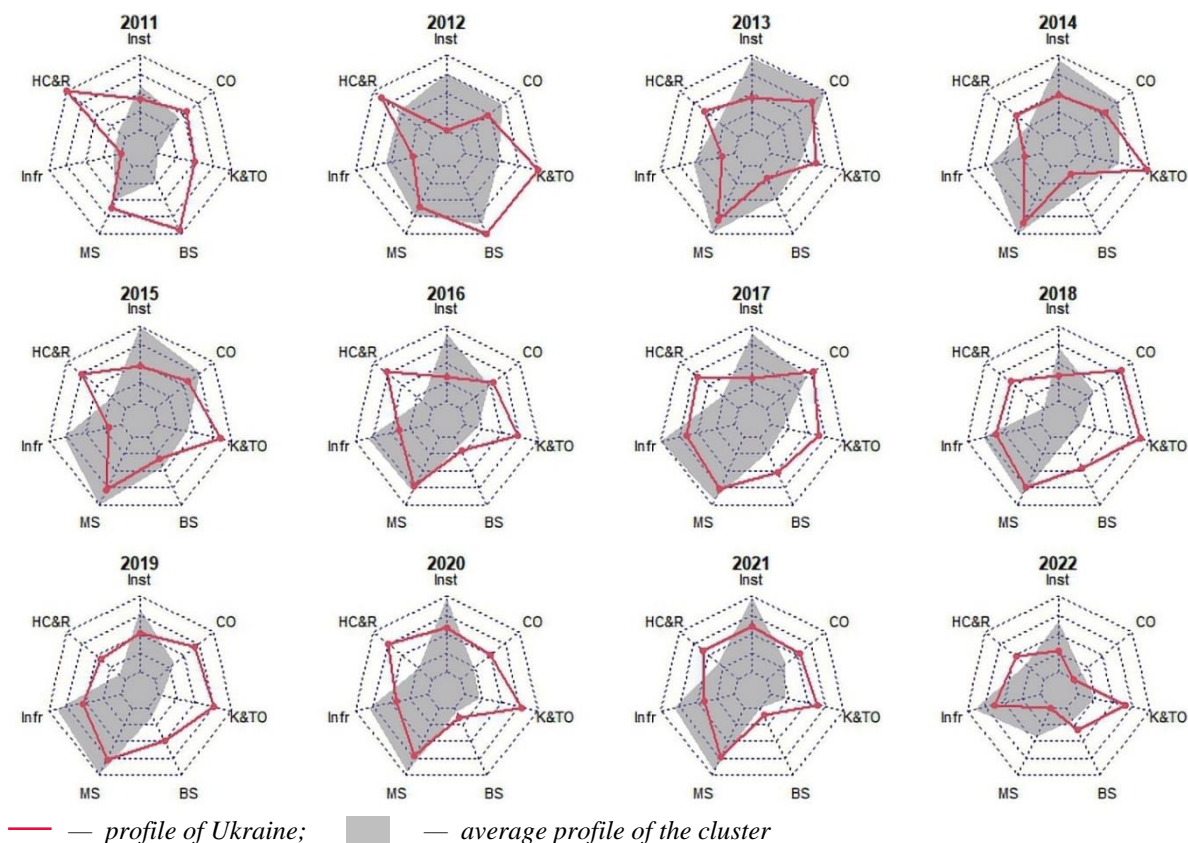 2011
Inst
HC&R
CO
Infr
K&TO
MS
BS
2012
Inst
HC&R
CO
Infr
K&TO
MS
BS
2013
Inst
HC&R
CO
Infr
K&TO
MS
BS
2014
Inst
HC&R
CO
Infr
K&TO
MS
BS
2015
Inst
HC&R
CO
Infr
K&TO
MS
BS
2016
Inst
HC&R
CO
Infr
K&TO
MS
BS
2017
Inst
HC&R
CO
Infr
K&TO
MS
BS
2018
Inst
HC&R
CO
Infr
K&TO
MS
BS
2019
Inst
HC&R
CO
Infr
K&TO
MS
BS
2020
Inst
HC&R
CO
Infr
K&TO
MS
BS
2021
Inst
HC&R
CO
Infr
K&TO
MS
BS
2022
Inst
HC&R
CO
Infr
K&TO
MS
BS
— profile of Ukraine; — average profile of the cluster